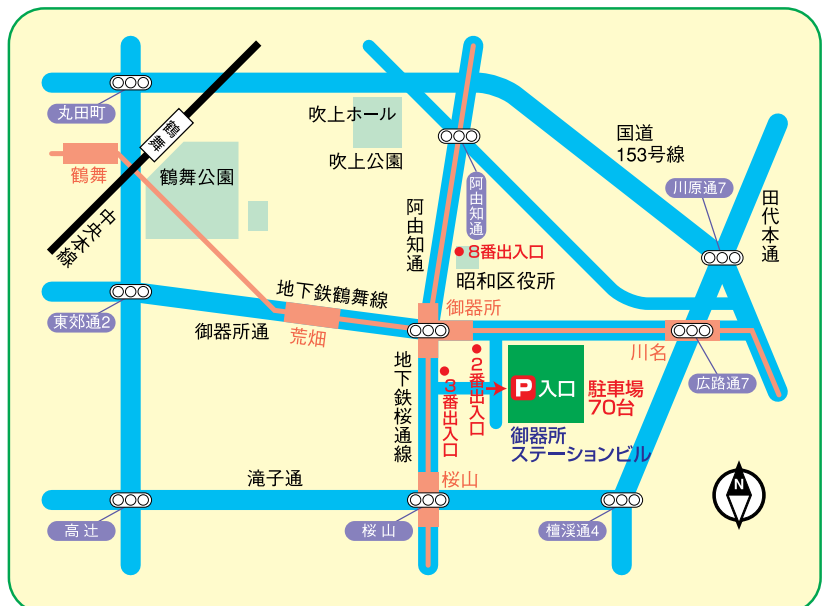 丸田町
鶴舞
鶴舞
中央本線
鶴舞公園
吹上ホール
吹上公園
国道
153号線
川原通7
田代本通
阿由知通
阿由知通
8番出入口
昭和区役所
東郊通2
地下鉄鶴舞線
御器所通
荒畑
御器所
川名
広路通7
地下鉄桜通線
3番出入口
2番出入口
P 入口
駐車場
70台
御器所
ステーションビル
滝子通
桜山
高辻
桜山
檀渓通4
N